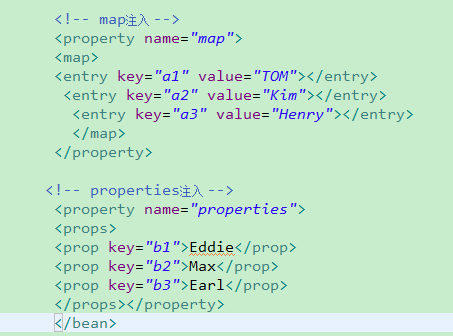 <!-- map注入 -->
<property name="map">
<map>
<entry key="a1" value="TOM"></entry>
<entry key="a2" value="Kim"></entry>
<entry key="a3" value="Henry"></entry>
</map>
</property>
<!-- properties注入 -->
<property name="properties">
<props>
<prop key="b1">Eddie</prop>
<prop key="b2">Max</prop>
<prop key="b3">Earl</prop>
</props></property>
</bean>